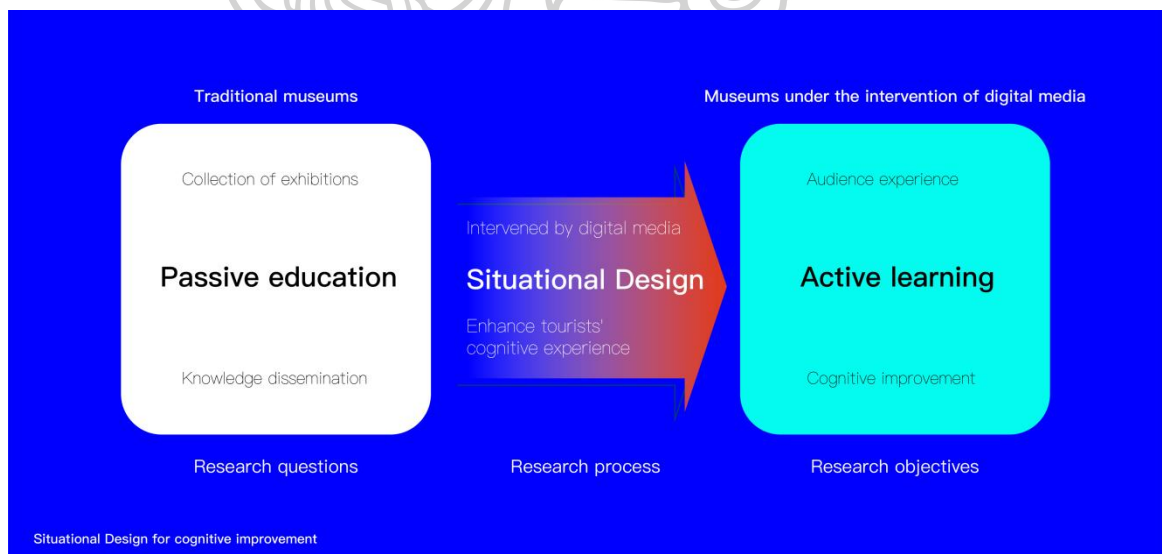 Traditional museums
Museums under the intervention of digital media
Collection of exhibitions
Passive education
Knowledge dissemination
Intervened by digital media
Situational Design
Enhance tourists'
cognitive experience
Audience experience
Active learning
Cognitive improvement
Research questions
Research process
Research objectives
Situational Design for cognitive improvement